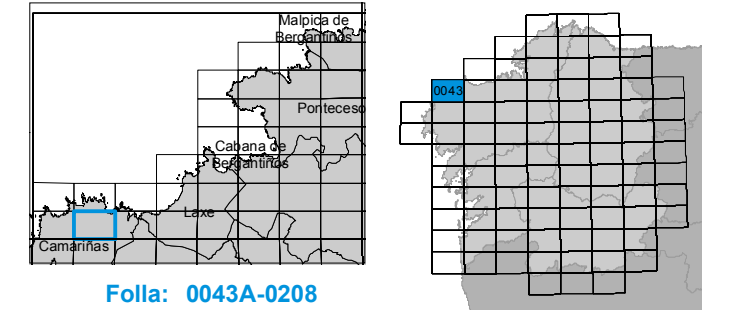 Malpica de
Bergantiños
Ponteceso
Cabana de
Bergantiños
Laxe
Camariñas
0043
Folla: 0043A-0208